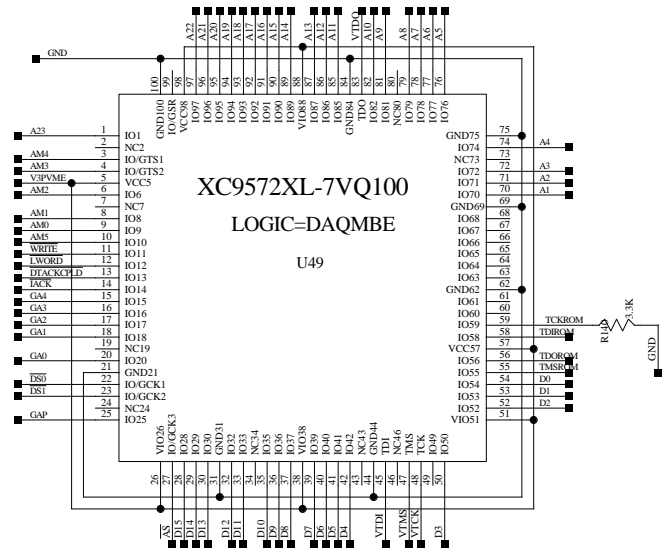 A22
A21
A20
A19
A18
A17
A16
A15
A14
A13
A12
A11
VTDO
A10
A9
A8
A7
A6
A5
GND
100
99
98
97
96
95
94
93
92
91
90
89
88
87
86
85
84
83
82
81
80
79
78
77
76
GND100
IO/GSR
VCC98
IO97
IO96
IO95
IO94
IO93
IO92
IO91
IO90
IO89
VIO88
IO87
IO86
IO85
GND84
TDO
IO82
IO81
NC80
IO79
IO78
IO77
IO76
A23 1 IO1
2 NC2
AM4 3 IO/GTS1
AM3 4 IO/GTS2
V3PVME 5 VCC5
AM2 6 IO6
7 NC7
AM1 8 IO8
AM0 9 IO9
AM5 10 IO10
WRITE 11 IO11
LWORD 12 IO12
DTACKCPLD 13 IO13
IACK 14 IO14
GA4 15 IO15
GA3 16 IO16
GA2 17 IO17
GA1 18 IO18
19 NC19
GA0 20 IO20
21 GND21
DS0 22 IO/GCK1
DS1 23 IO/GCK2
24 NC24
GAP 25 IO25
XC9572XL-7VQ100
LOGIC=DAQMBE
U49
GND75 75
IO74 74 A4
NC73 73
IO72 72 A3
IO71 71 A2
IO70 70 A1
GND69 69
IO68 68
IO67 67
IO66 66
IO65 65
IO64 64
IO63 63
GND62 62
IO61 61
IO60 60
IO59 59 TCKROM
IO58 58 TDIROM
VCC57 57
IO56 56 TDOROM
IO55 55 TMSROM
IO54 54 D0
IO53 53 D1
IO52 52 D2
VIO51 51
3.3K
GND
VIO26
IO/GCK3
IO28
IO29
IO30
GND31
IO32
IO33
NC34
IO35
IO36
IO37
VIO38
IO39
IO40
IO41
IO42
NC43
GND44
TDI
NC46
TMS
TCK
IO49
IO50
26
27
28
29
30
31
32
33
34
35
36
37
38
39
40
41
42
43
44
45
46
47
48
49
50
AS
D15
D14
D13
D12
D11
D10
D9
D8
D7
D6
D5
D4
VTDI
VTMS
VTCK
D3